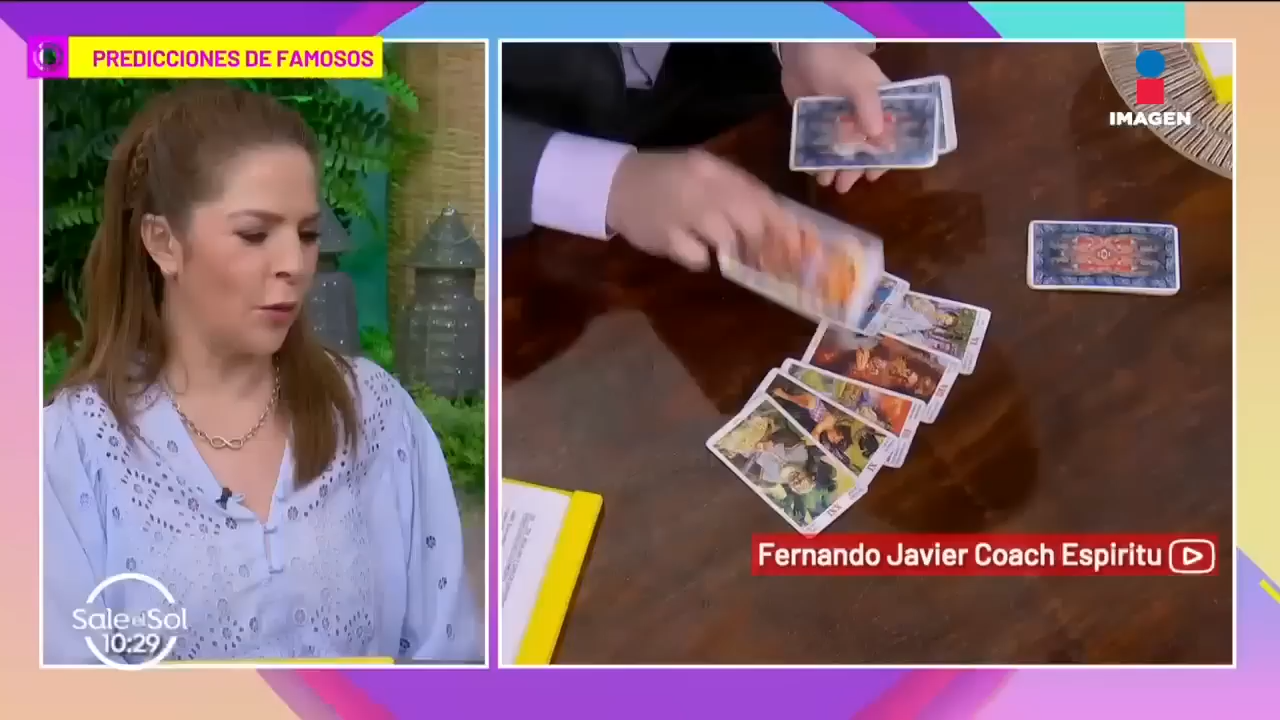 PREDICCIONES DE FAMOSOS
IMAGEN
Fernando Javier Coach Espiritu
Sale el Sol
10:29